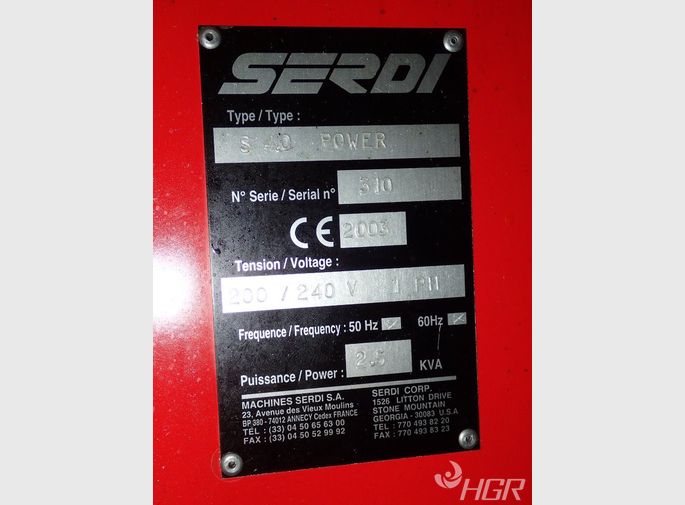 SERDI
Type / Type :
S 4.0 POWER
N° Serie / Serial n° 310
CE 2003
Tension / Voltage :
200 / 240 V 1 PH
Frequence / Frequency : 50 Hz 60Hz
Puissance / Power : 2.5 KVA
MACHINES SERDI S.A.
23, Avenue des Vieux Moulins
BP 380 - 74012 ANNECY Cedex FRANCE
TEL : (33) 04 50 65 63 00
FAX : (33) 04 50 52 99 92
SERDI CORP.
1526 LITTON DRIVE
STONE MOUNTAIN
GEORGIA - 30083 U.S.A
TEL : 770 493 82 20
FAX : 770 493 83 23
HGR